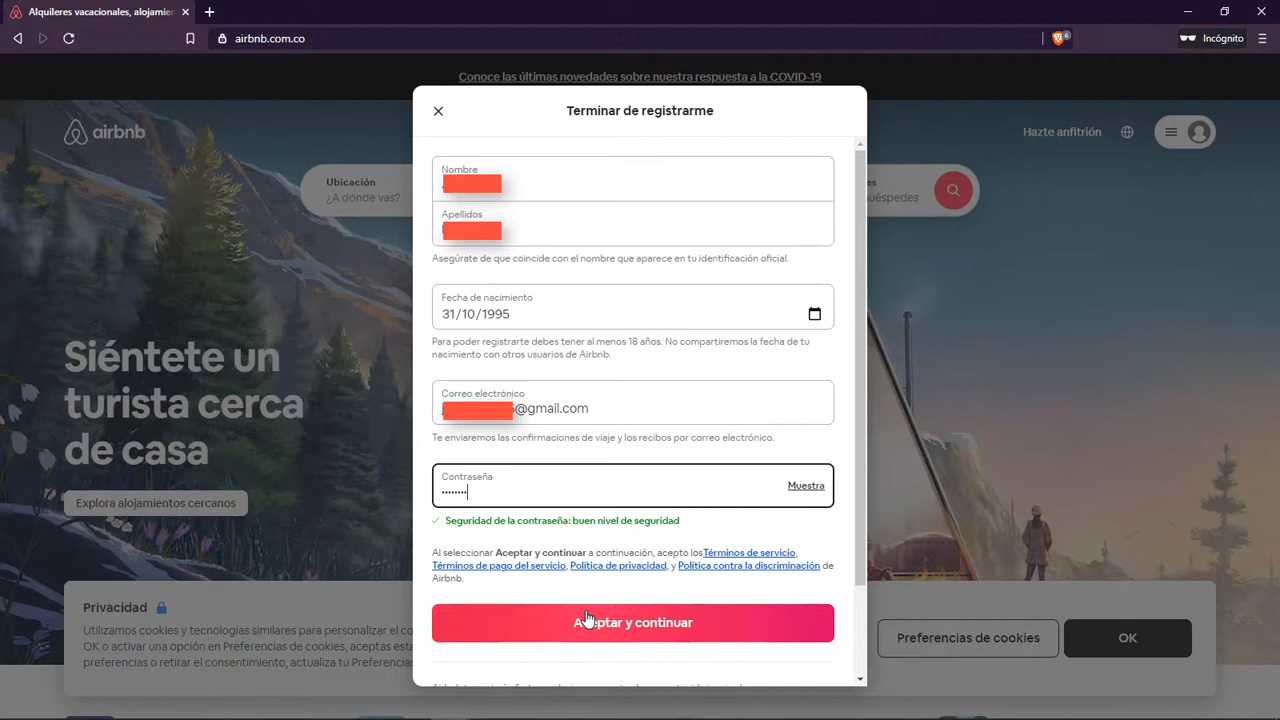 Alquileres vacacionales, alojamie
airbnb.com.co
6
Incógnito
Conoce las últimas novedades sobre nuestra respuesta a la COVID-19
airbnb
Hazte anfitrión
Ubicación
¿A dónde vas?
es
uéspedes
Siéntete un
turista cerca
de casa
Explora alojamientos cercanos
Terminar de registrarme
Nombre
Apellidos
Asegúrate de que coincide con el nombre que aparece en tu identificación oficial.
Fecha de nacimiento
31/10/1995
Para poder registrarte debes tener al menos 18 años. No compartiremos la fecha de tu
nacimiento con otros usuarios de Airbnb.
Correo electrónico
@gmail.com
Te enviaremos las confirmaciones de viaje y los recibos por correo electrónico.
Contraseña
••••••••
Muestra
Seguridad de la contraseña: buen nivel de seguridad
Al seleccionar Aceptar y continuar a continuación, acepto los Términos de servicio,
Términos de pago del servicio, Política de privacidad, y Política contra la discriminación de
Airbnb.
Aceptar y continuar
Privacidad
Utilizamos cookies y tecnologías similares para personalizar el co
OK o activar una opción en Preferencias de cookies, aceptas esta
preferencias o retirar el consentimiento, actualiza tu Preferencias
Preferencias de cookies
OK